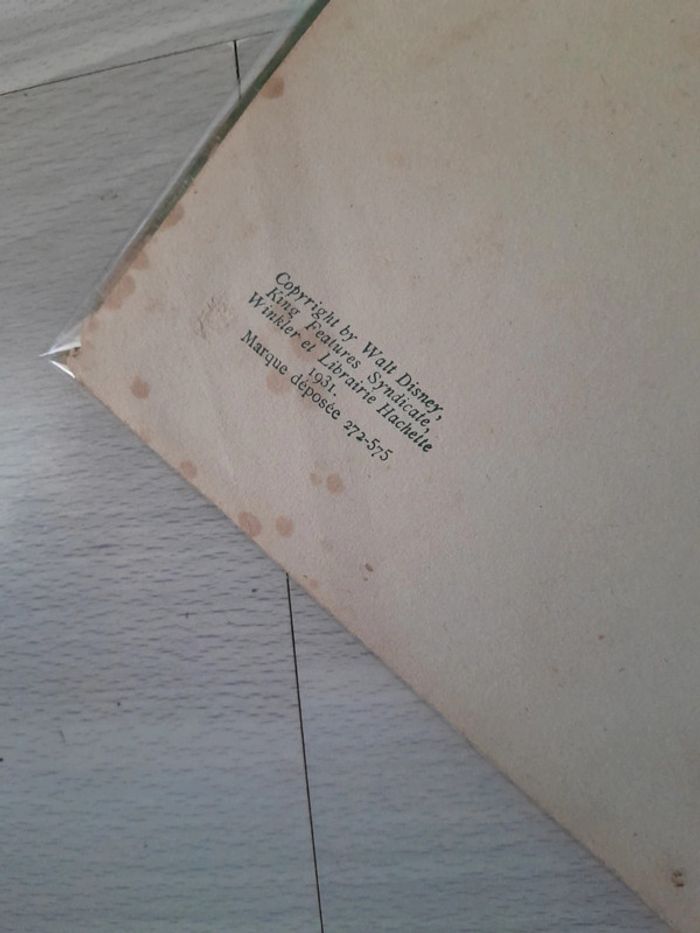 Copyright by Walt Disney,
King Features Syndicate,
Winkler et Librairie Hachette
1931.
Marque déposée 272-575